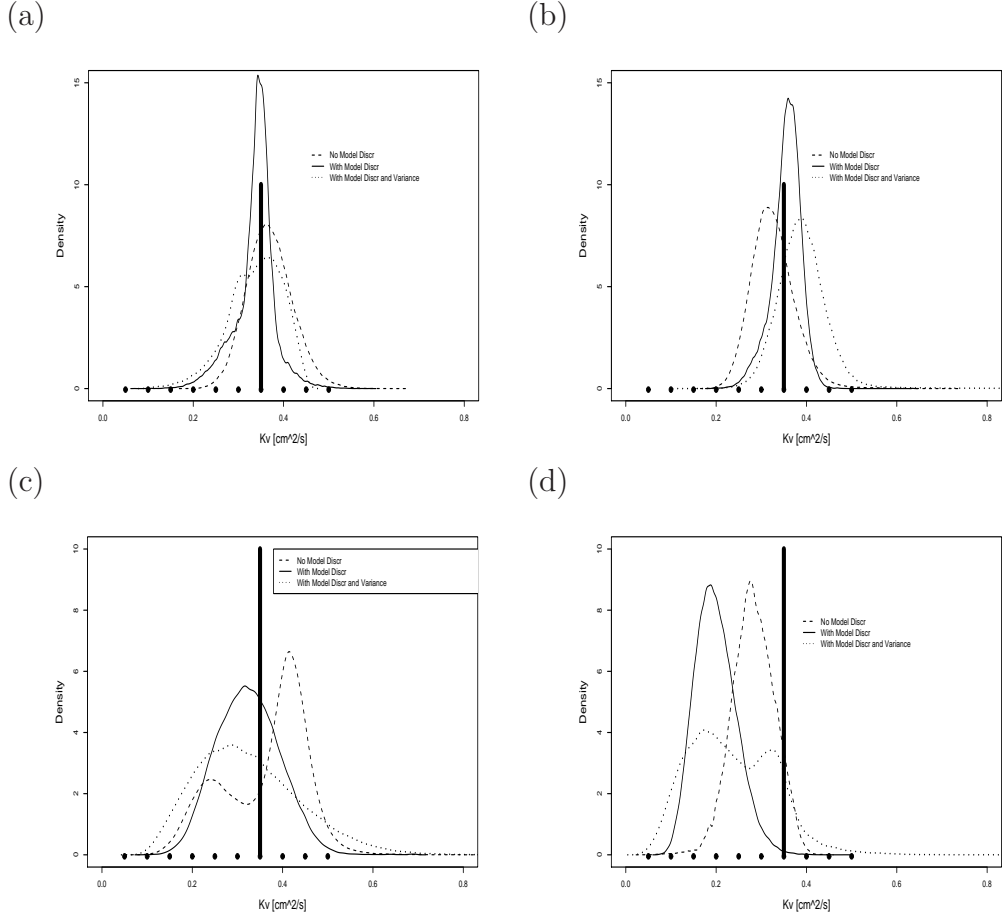 (a)
15
10
5
0
Density
No Model Discr
With Model Discr
With Model Discr and Variance
0.0 0.2 0.4 0.6 0.8
Kv [cm^2/s]
(b)
15
10
5
0
Density
No Model Discr
With Model Discr
With Model Discr and Variance
0.0 0.2 0.4 0.6 0.8
Kv [cm^2/s]
(c)
10
8
6
4
2
0
Density
No Model Discr
With Model Discr
With Model Discr and Variance
0.0 0.2 0.4 0.6 0.8
Kv [cm^2/s]
(d)
10
8
6
4
2
0
Density
No Model Discr
With Model Discr
With Model Discr and Variance
0.0 0.2 0.4 0.6 0.8
Kv [cm^2/s]